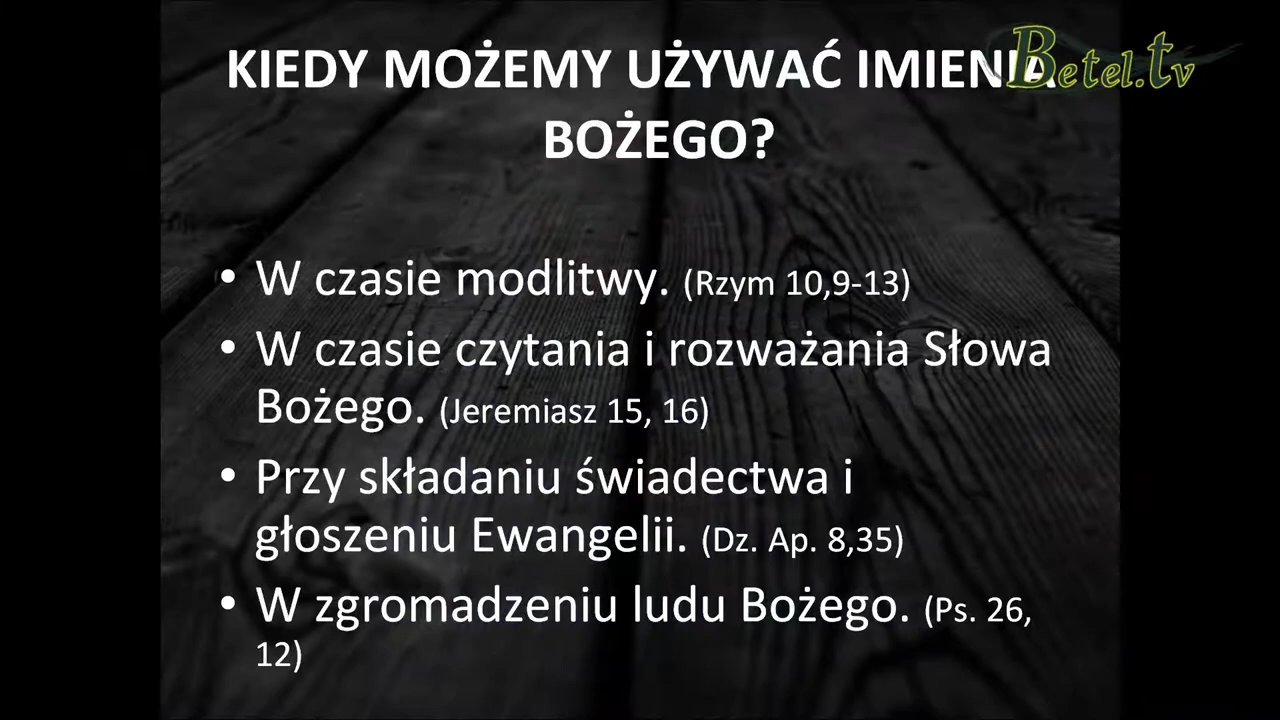 KIEDY MOŻEMY UŻYWAĆ IMIENIA
BOŻEGO?
Betel.tv
• W czasie modlitwy. (Rzym 10,9-13)
• W czasie czytania i rozważania Słowa
Bożego. (Jeremiasz 15, 16)
• Przy składaniu świadectwa i
głoszeniu Ewangelii. (Dz. Ap. 8,35)
• W zgromadzeniu ludu Bożego. (Ps. 26,
12)